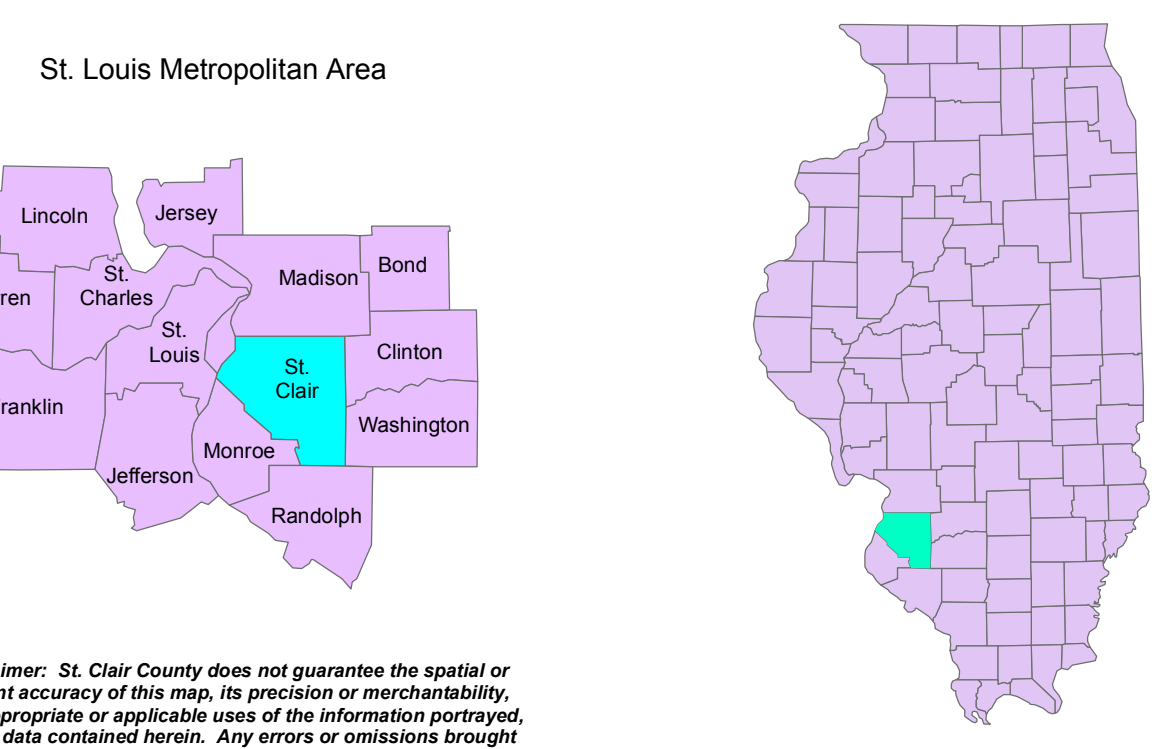 St. Louis Metropolitan Area
Lincoln
Jersey
St.
Charles
Madison
Bond
ren
St.
Louis
St.
Clair
Clinton
ranklin
Washington
Monroe
Jefferson
Randolph
imer: St. Clair County does not guarantee the spatial or
nt accuracy of this map, its precision or merchantability,
propriate or applicable uses of the information portrayed,
data contained herein. Any errors or omissions brought